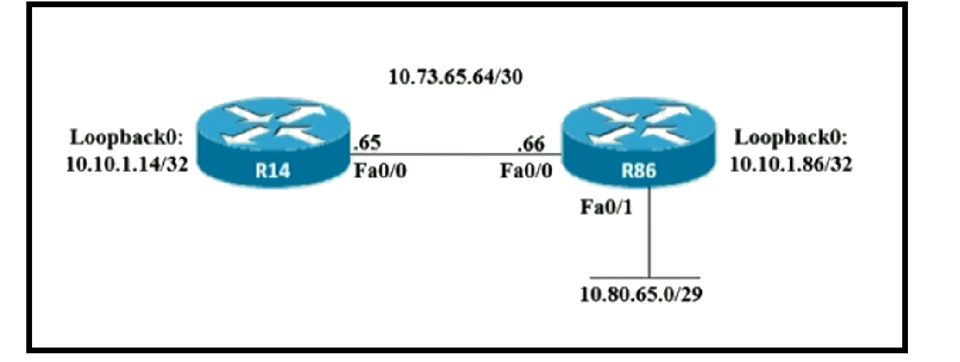 10.73.65.64/30
Loopback0:
10.10.1.14/32
R14
.65
Fa0/0
.66
Fa0/0
R86
Loopback0:
10.10.1.86/32
Fa0/1
10.80.65.0/29